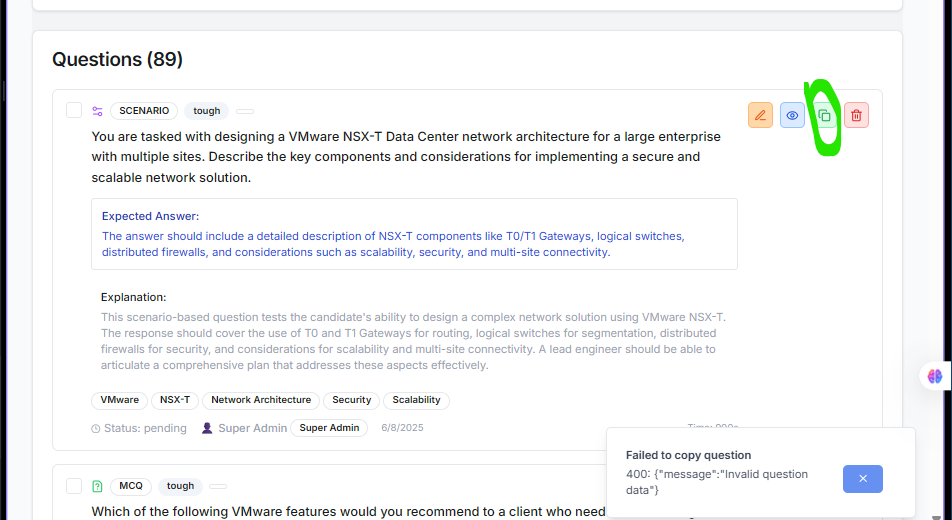 Questions (89)
SCENARIO
tough
You are tasked with designing a VMware NSX-T Data Center network architecture for a large enterprise
with multiple sites. Describe the key components and considerations for implementing a secure and
scalable network solution.
Expected Answer:
The answer should include a detailed description of NSX-T components like T0/T1 Gateways, logical switches,
distributed firewalls, and considerations such as scalability, security, and multi-site connectivity.
Explanation:
This scenario-based question tests the candidate's ability to design a complex network solution using VMware NSX-T.
The response should cover the use of T0 and T1 Gateways for routing, logical switches for segmentation, distributed
firewalls for security, and considerations for scalability and multi-site connectivity. A lead engineer should be able to
articulate a comprehensive plan that addresses these aspects effectively.
VMware
NSX-T
Network Architecture
Security
Scalability
Status: pending
Super Admin
Super Admin
6/8/2025
Failed to copy question
400: {"message":"Invalid question
data"}
MCQ
tough
Which of the following VMware features would you recommend to a client who need